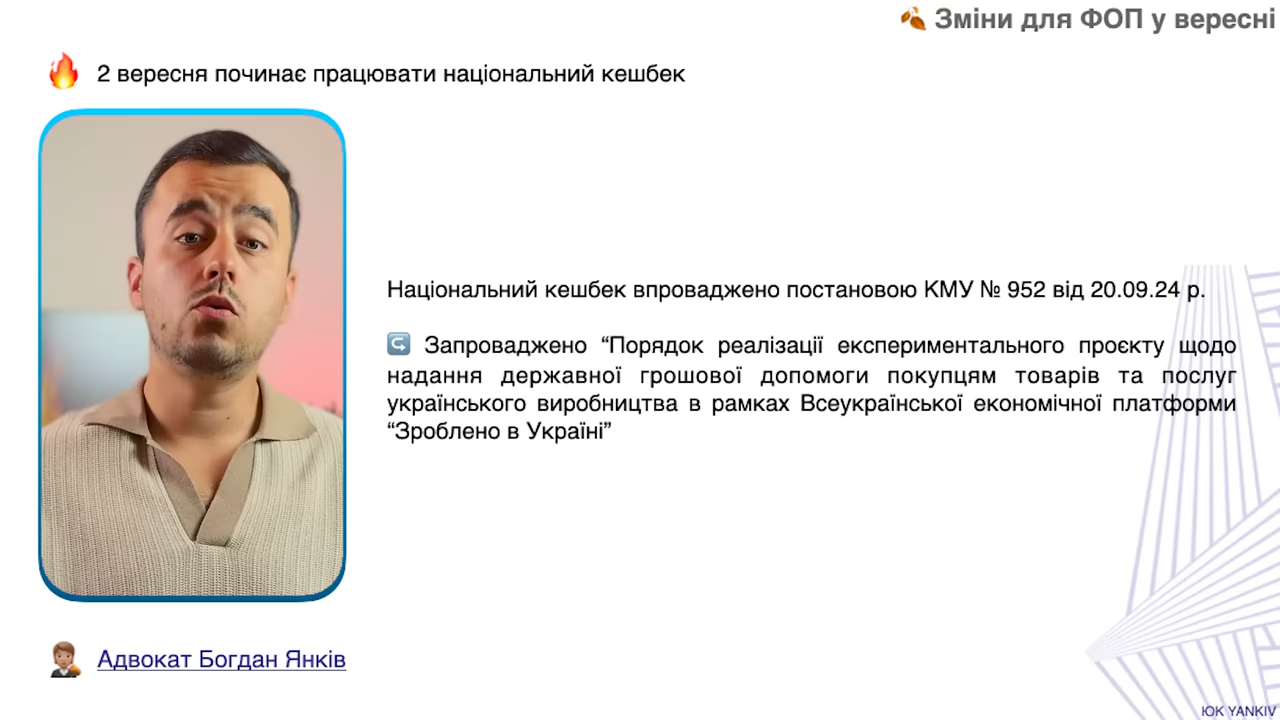 Зміни для ФОП у вересні
2 вересня починає працювати національний кешбек
Національний кешбек впроваджено постановою КМУ № 952 від 20.09.24 р.
Запроваджено “Порядок реалізації експериментального проєкту щодо
надання державної грошової допомоги покупцям товарів та послуг
українського виробництва в рамках Всеукраїнської економічної платформи
“Зроблено в Україні”
Адвокат Богдан Янків
ЮК YANKIV